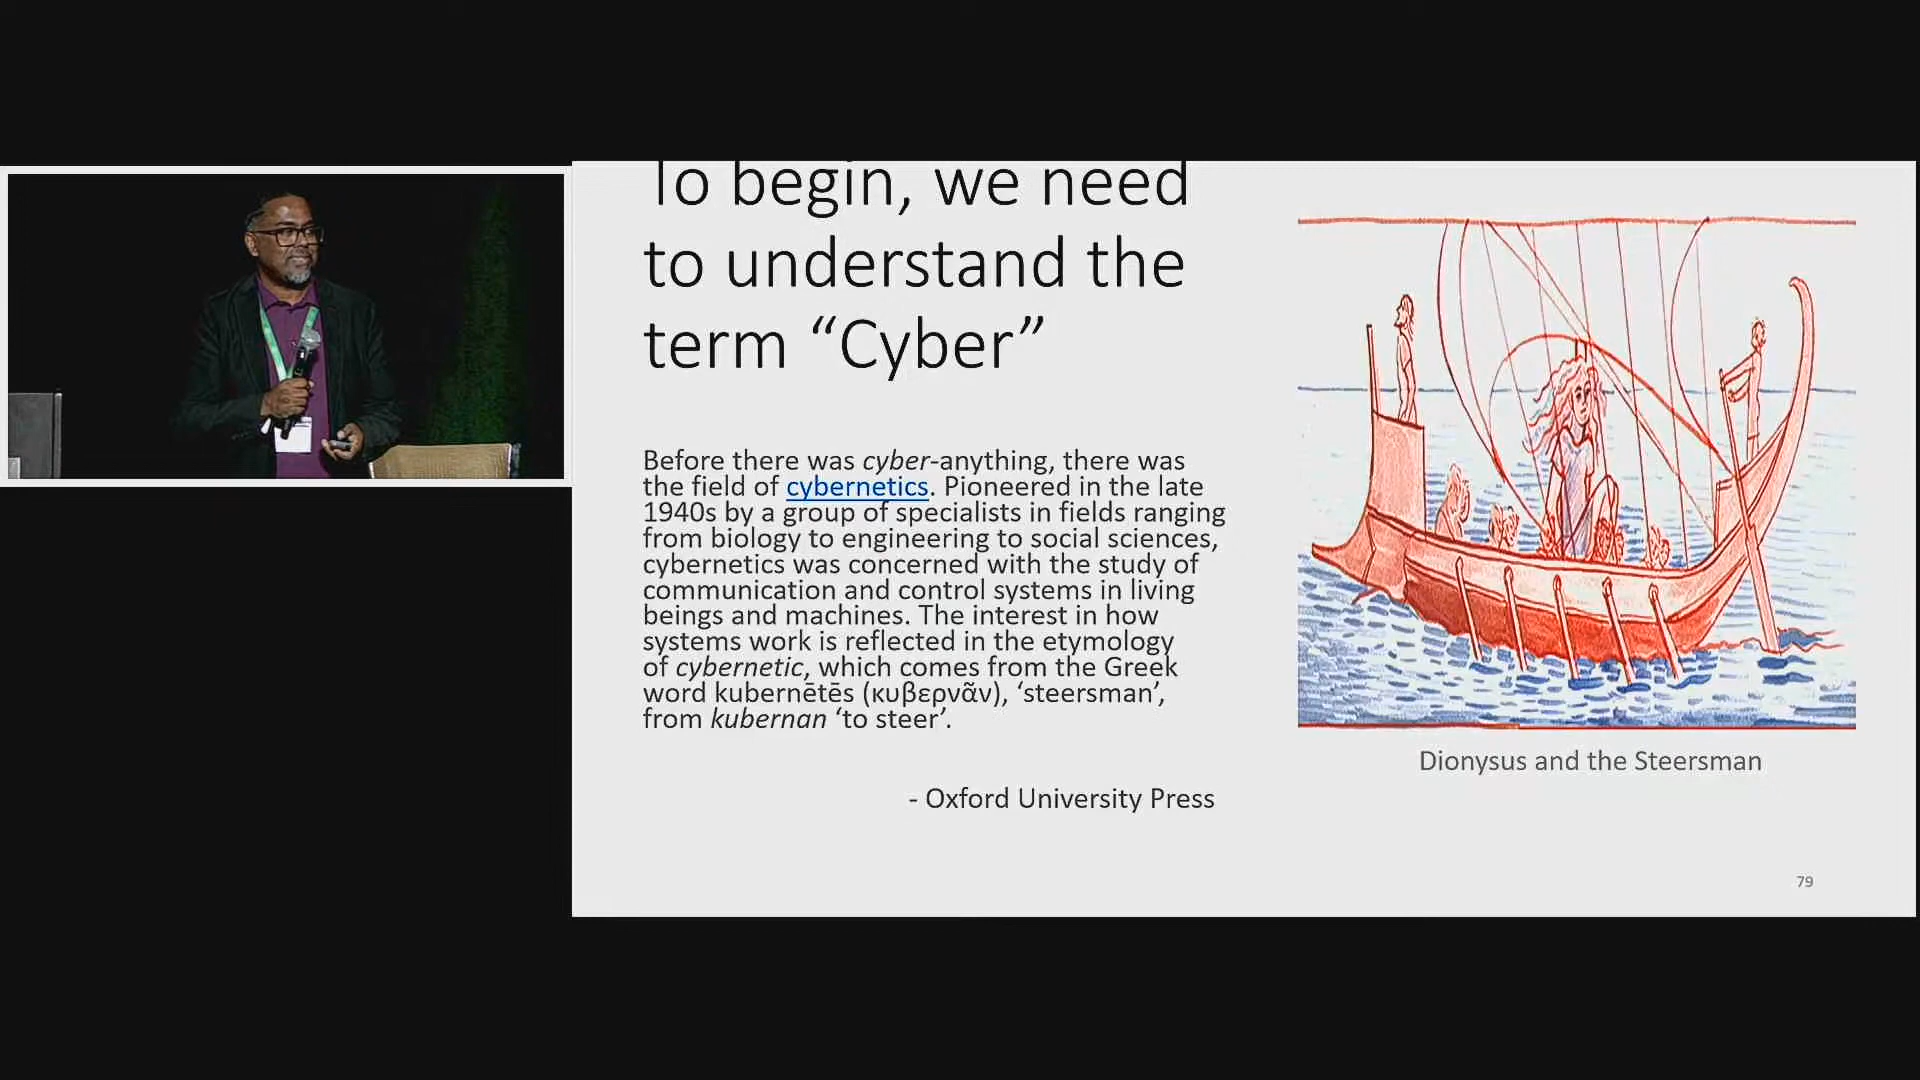 To begin, we need
to understand the
term “Cyber”
Before there was cyber-anything, there was
the field of cybernetics. Pioneered in the late
1940s by a group of specialists in fields ranging
from biology to engineering to social sciences,
cybernetics was concerned with the study of
communication and control systems in living
beings and machines. The interest in how
systems work is reflected in the etymology
of cybernetic, which comes from the Greek
word kubernētēs (κυβερνᾶν), ‘steersman’,
from kubernan ‘to steer’.
- Oxford University Press
Dionysus and the Steersman
79